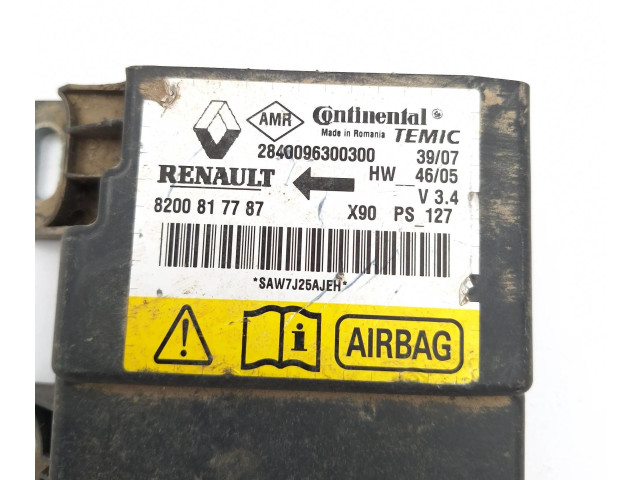 AMR Continental
Made in Romania TEMIC
2840096300300 39/07
RENAULT HW__46/05
V 3.4
8200 81 77 87 X90 PS_127
*SAW7J25AJEH*
AIRBAG